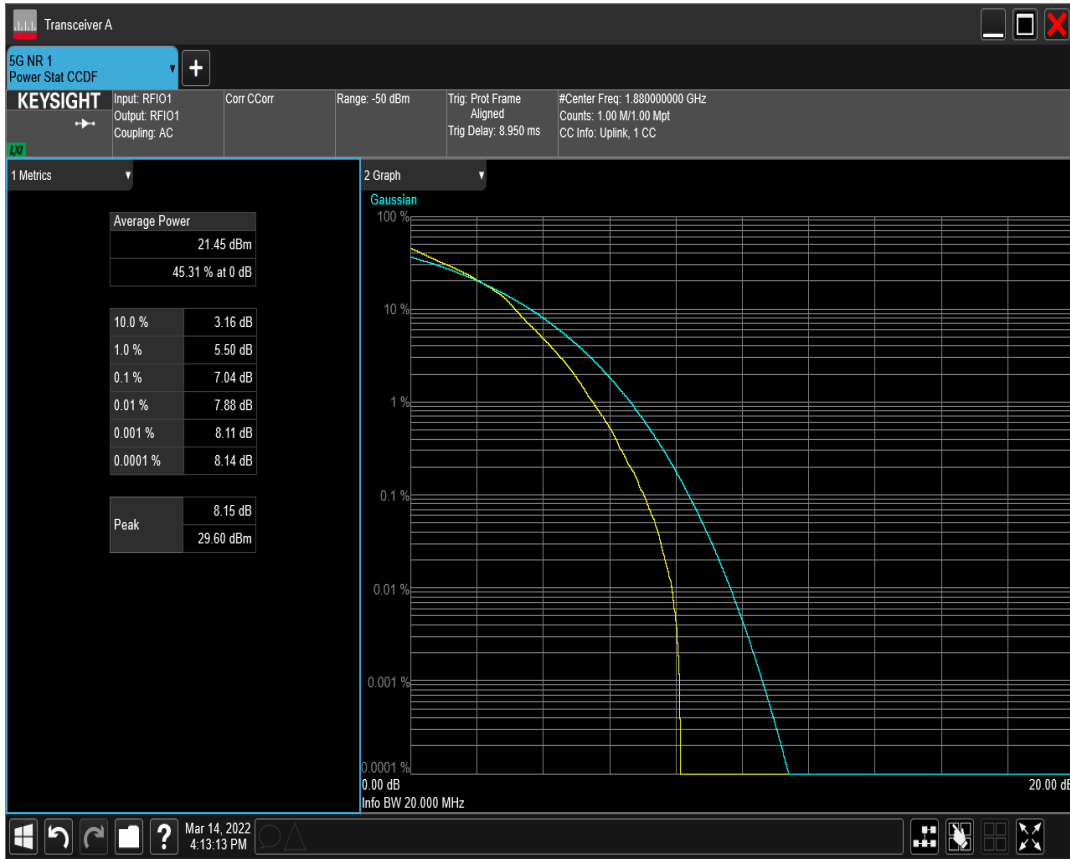 Transceiver A
5G NR 1
Power Stat CCDF
KEYSIGHT
LXI
Input: RFIO1
Output: RFIO1
Coupling: AC
Corr CCorr
Range: -50 dBm
Trig: Prot Frame
Aligned
Trig Delay: 8.950 ms
#Center Freq: 1.880000000 GHz
Counts: 1.00 M/1.00 Mpt
CC Info: Uplink, 1 CC
1 Metrics
Average Power
21.45 dBm
45.31 % at 0 dB
10.0 % 3.16 dB
1.0 % 5.50 dB
0.1 % 7.04 dB
0.01 % 7.88 dB
0.001 % 8.11 dB
0.0001 % 8.14 dB
Peak
8.15 dB
29.60 dBm
2 Graph
Gaussian
100 %
10 %
1 %
0.1 %
0.01 %
0.001 %
0.0001 %
0.00 dB
20.00 dB
Info BW 20.000 MHz
?
Mar 14, 2022
4:13:13 PM